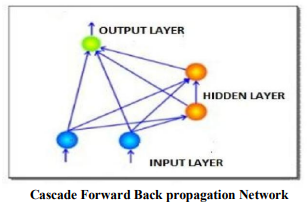 OUTPUT LAYER
HIDDEN LAYER
INPUT LAYER
Cascade Forward Back propagation Network